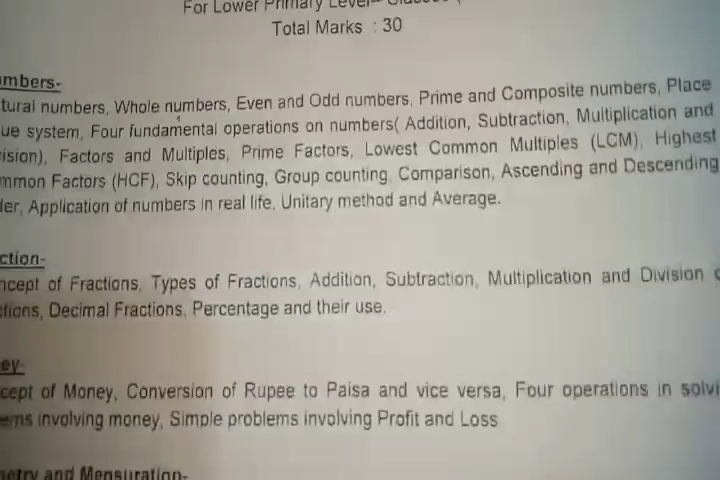 For Lower Primary Level– Classes (
Total Marks : 30
mbers-
tural numbers, Whole numbers, Even and Odd numbers, Prime and Composite numbers, Place
ue system, Four fundamental operations on numbers( Addition, Subtraction, Multiplication and
ision), Factors and Multiples, Prime Factors, Lowest Common Multiples (LCM), Highest
mmon Factors (HCF), Skip counting, Group counting, Comparison, Ascending and Descending
der, Application of numbers in real life, Unitary method and Average.
ction-
ncept of Fractions, Types of Fractions, Addition, Subtraction, Multiplication and Division o
ctions, Decimal Fractions, Percentage and their use.
ey-
cept of Money, Conversion of Rupee to Paisa and vice versa, Four operations in solvi
ems involving money, Simple problems involving Profit and Loss
metry and Mensuration-